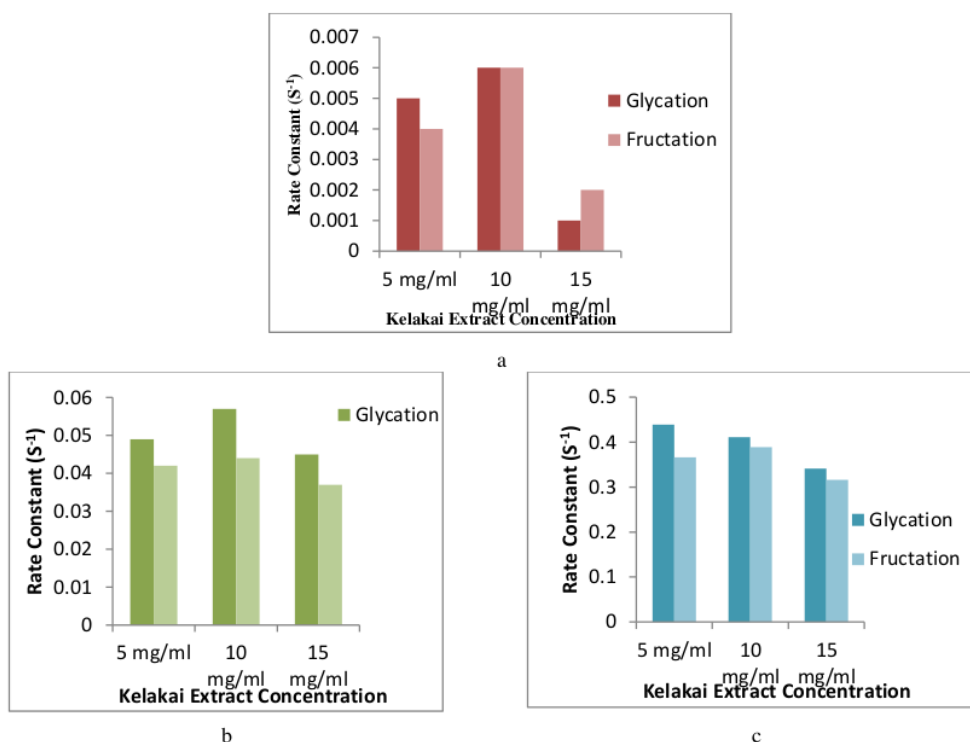 0.007
0.006
0.005
0.004
0.003
0.002
0.001
0
Rate Constant (S⁻¹)
Glycation
Fructation
5 mg/ml
10
mg/ml
15
mg/ml
Kelakai Extract Concentration
a
0.06
0.05
0.04
0.03
0.02
0.01
0
Rate Constant (S⁻¹)
Glycation
5 mg/ml
10
mg/ml
15
mg/ml
Kelakai Extract Concentration
b
0.5
0.4
0.3
0.2
0.1
0
Rate Constant (S⁻¹)
Glycation
Fructation
5 mg/ml
10
mg/ml
15
mg/ml
Kelakai Extract Concentration
c